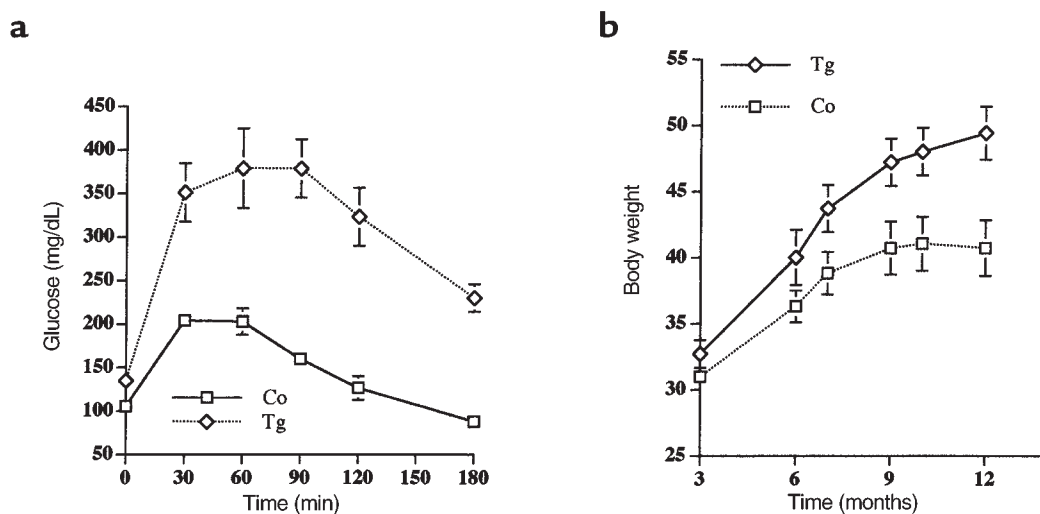 a
450
400
350
300
250
200
150
100
50
Glucose (mg/dL)
Co
Tg
0 30 60 90 120 150 180
Time (min)
b
55
50
45
40
35
30
25
Body weight
Tg
Co
3 6 9 12
Time (months)